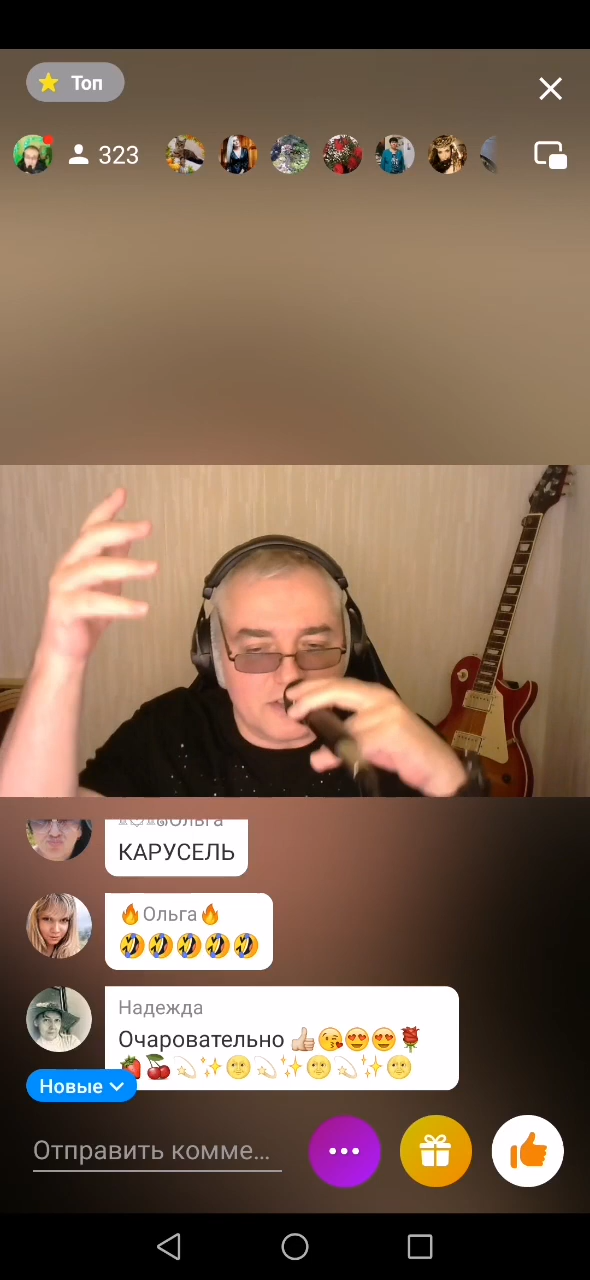 Топ
323
КАРУСЕЛЬ
🔥Ольга🔥
🤣🤣🤣🤣🤣
Надежда
Очаровательно 👍🏻😘😍😍🌹
🍓🍒💫✨🌝💫✨🌝💫✨🌝
Новые
Отправить комме...